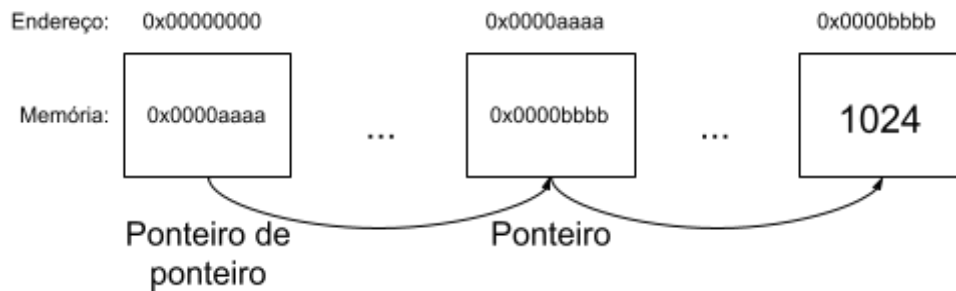 Endereço: 0x00000000 0x0000aaaa 0x0000bbbb
Memória: 0x0000aaaa ... 0x0000bbbb ... 1024
Ponteiro de Ponteiro
ponteiro